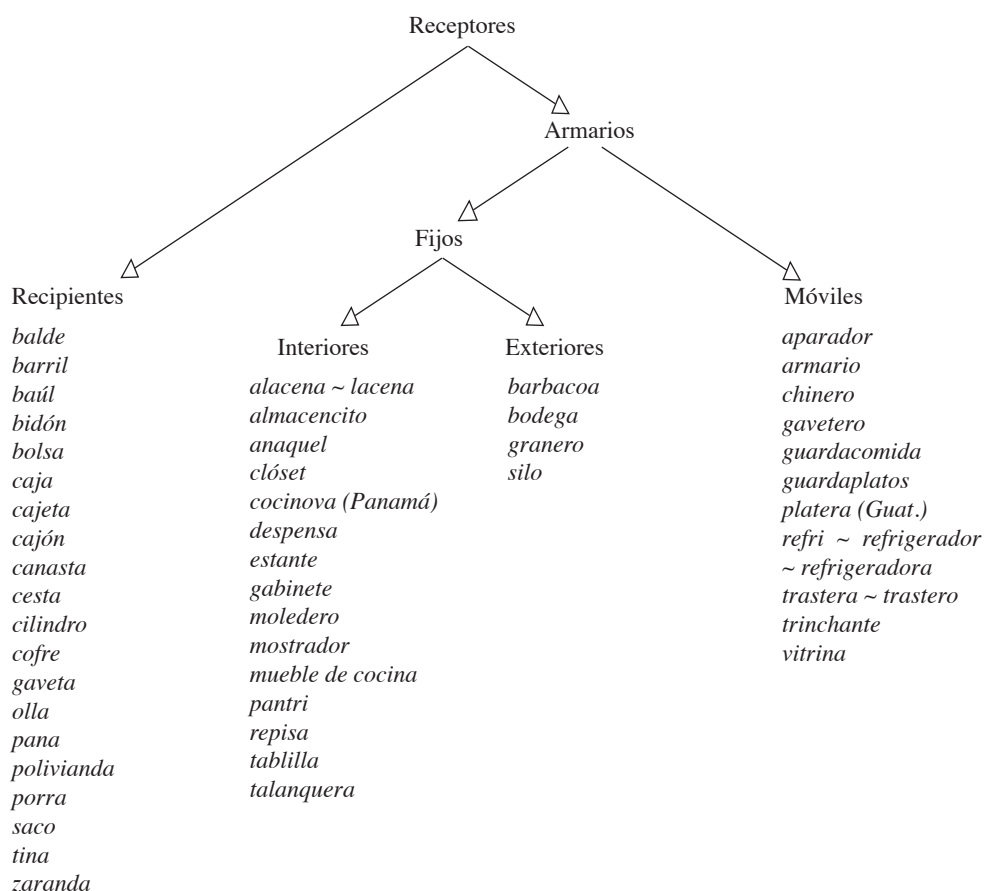 Receptores
Armarios
Fijos
Recipientes
balde
barril
baúl
bidón
bolsa
caja
cajeta
cajón
canasta
cesta
cilindro
cofre
gaveta
olla
pana
polivianda
porra
saco
tina
zaranda
Interiores
alacena ~ lacena
almacencito
anaquel
clóset
cocinova (Panamá)
despensa
estante
gabinete
moledero
mostrador
mueble de cocina
pantri
repisa
tablilla
talanquera
Exteriores
barbacoa
bodega
granero
silo
Móviles
aparador
armario
chinero
gavetero
guardacomida
guardaplatos
platera (Guat.)
refri ~ refrigerador
~ refrigeradora
trastera ~ trastero
trinchante
vitrina